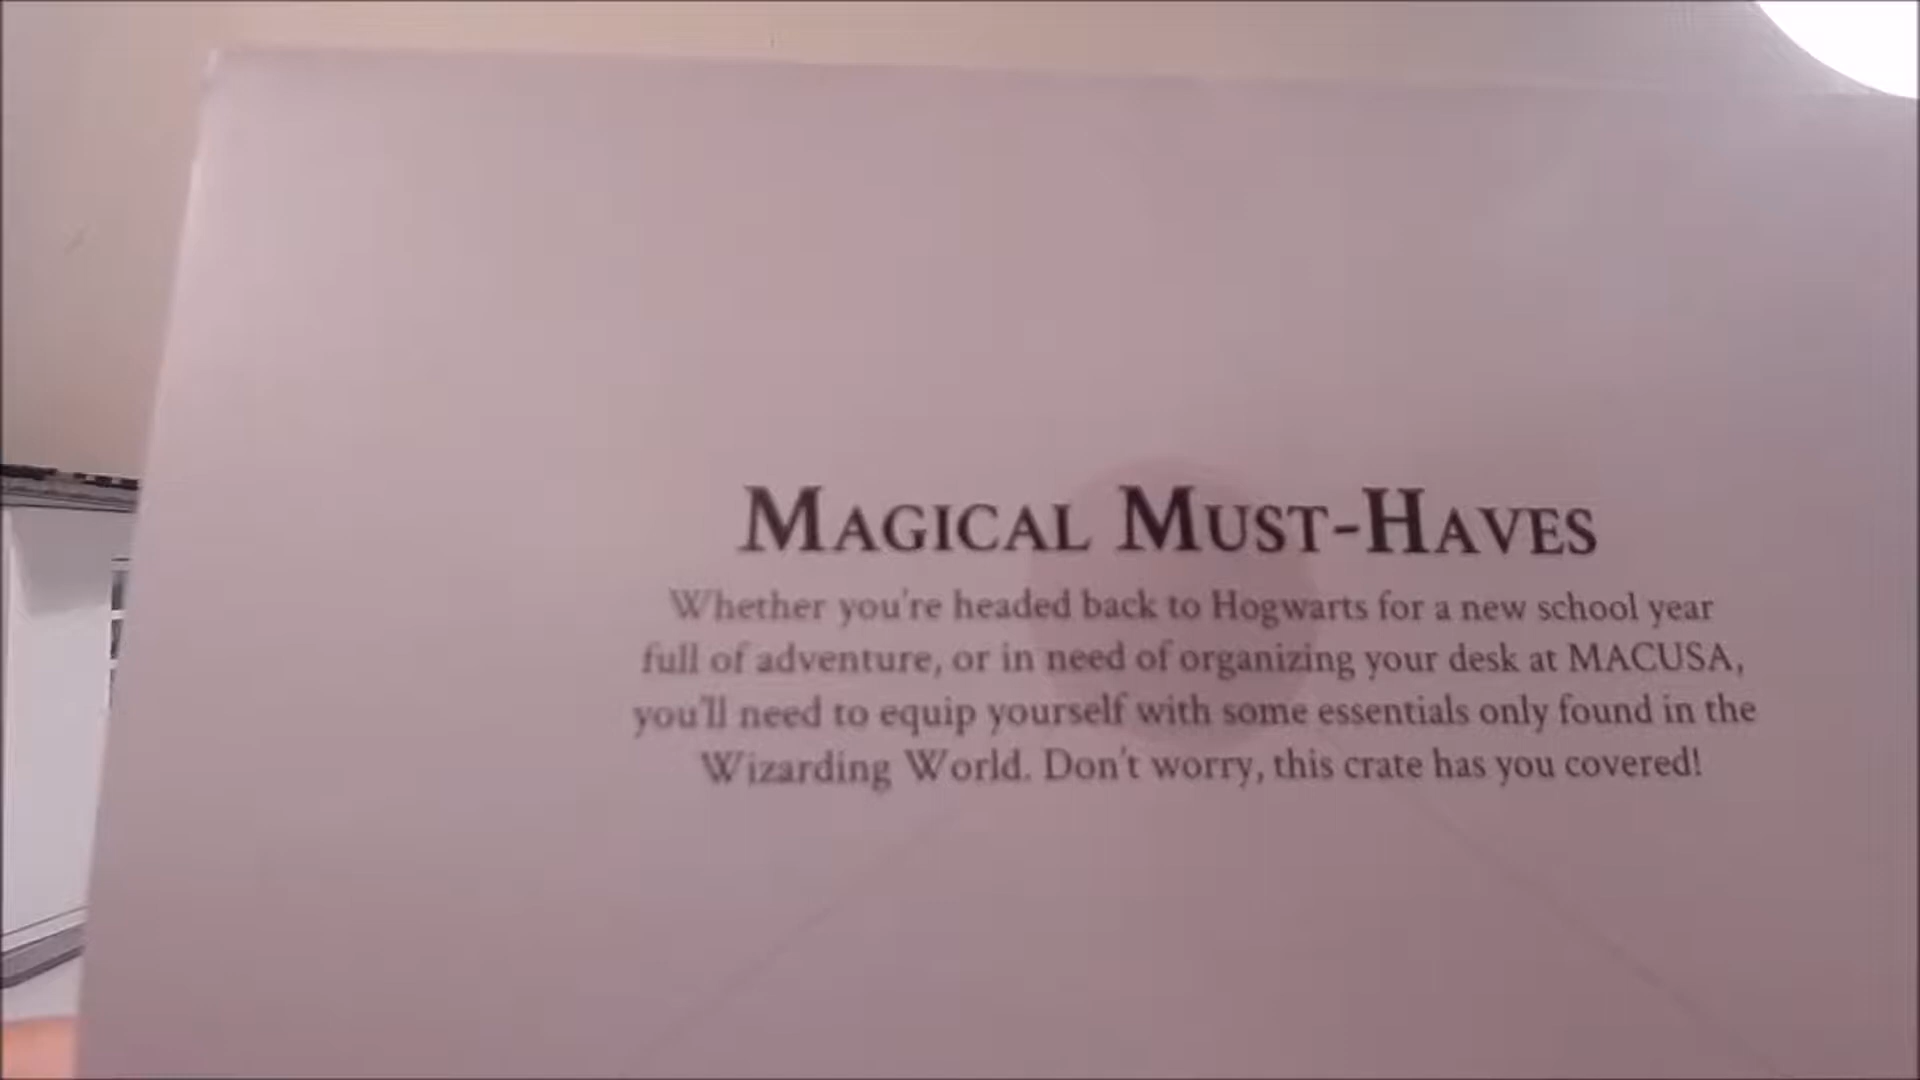 Magical Must-Haves
Whether you're headed back to Hogwarts for a new school year
full of adventure, or in need of organizing your desk at MACUSA,
you'll need to equip yourself with some essentials only found in the
Wizarding World. Don't worry, this crate has you covered!